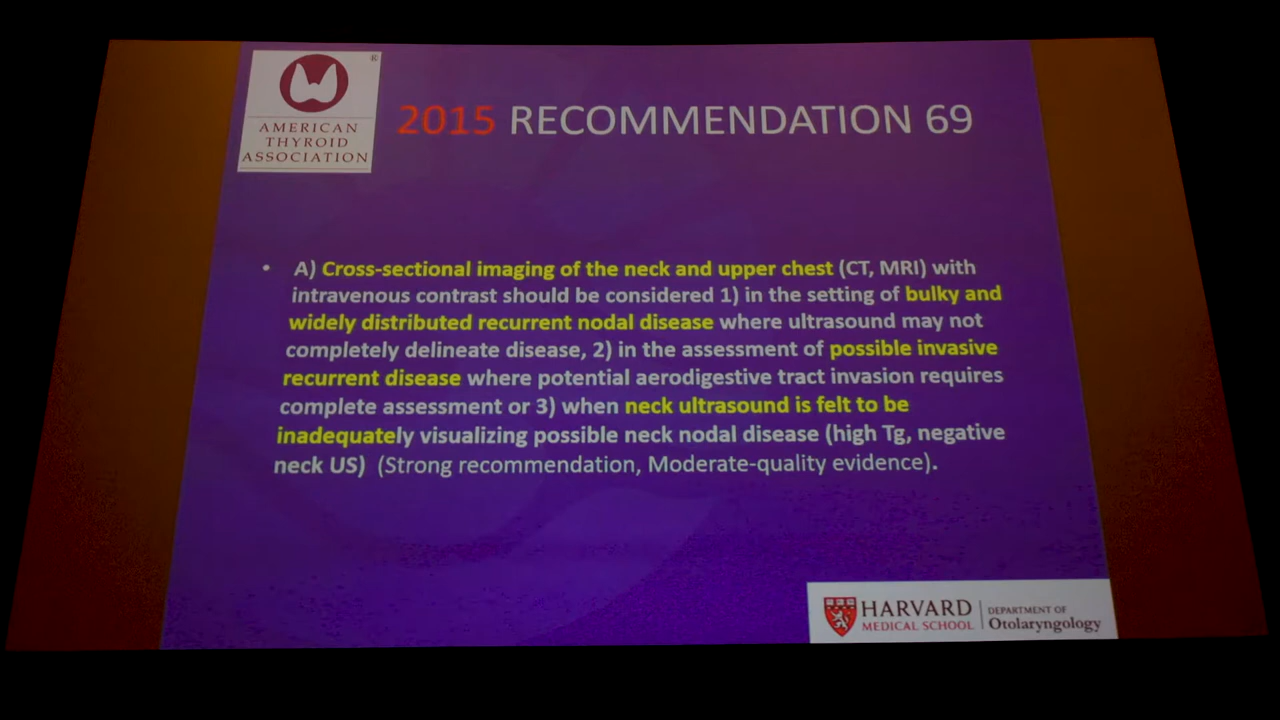 AMERICAN
THYROID
ASSOCIATION
®
2015 RECOMMENDATION 69
• A) Cross-sectional imaging of the neck and upper chest (CT, MRI) with
intravenous contrast should be considered 1) in the setting of bulky and
widely distributed recurrent nodal disease where ultrasound may not
completely delineate disease, 2) in the assessment of possible invasive
recurrent disease where potential aerodigestive tract invasion requires
complete assessment or 3) when neck ultrasound is felt to be
inadequately visualizing possible neck nodal disease (high Tg, negative
neck US) (Strong recommendation, Moderate-quality evidence).
HARVARD
MEDICAL SCHOOL
DEPARTMENT OF
Otolaryngology